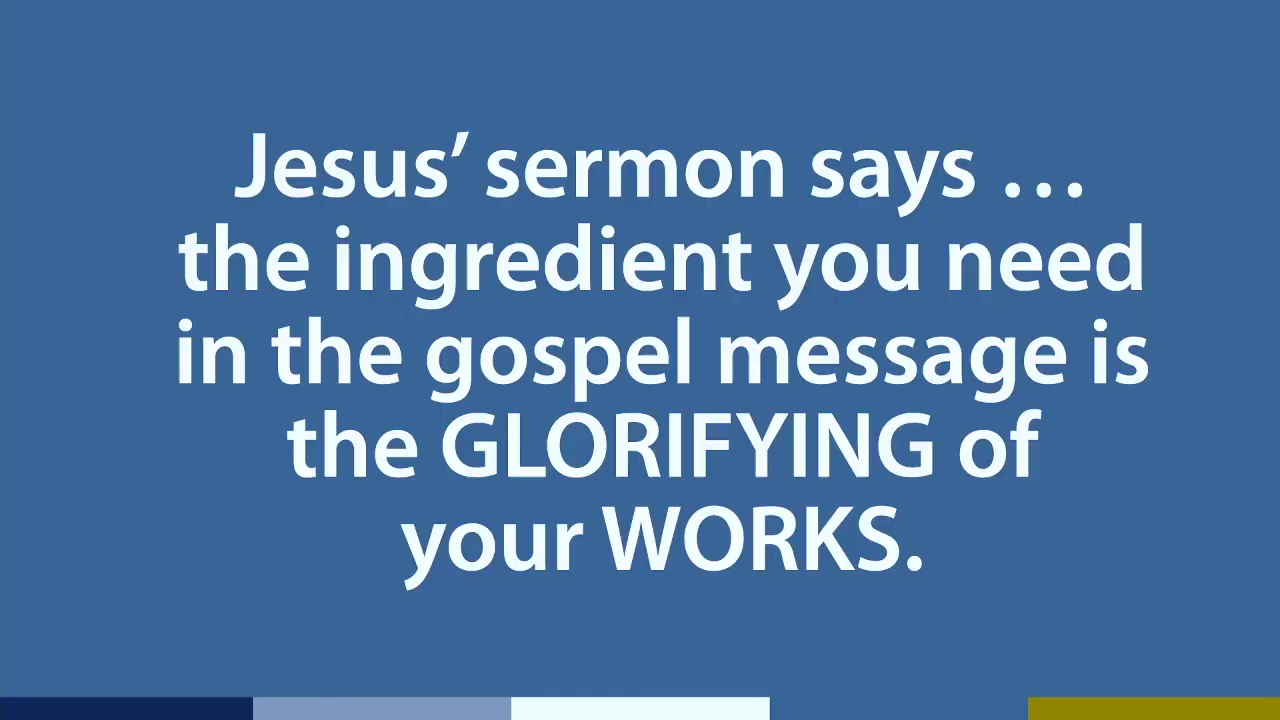 Jesus’ sermon says …
the ingredient you need
in the gospel message is
the GLORIFYING of
your WORKS.